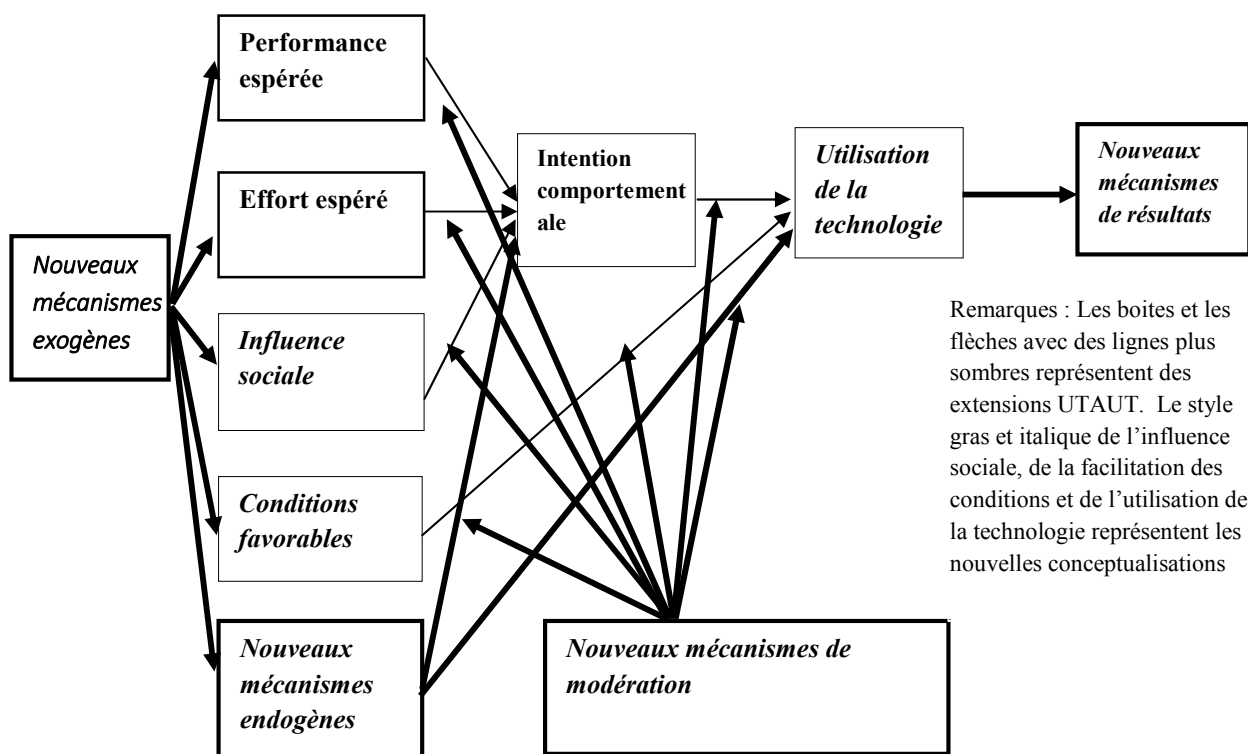 Performance
espérée
Effort espéré
Nouveaux
mécanismes
exogènes
Influence
sociale
Conditions
favorables
Nouveaux
mécanismes
endogènes
Intention
comportement
ale
Utilisation
de la
technologie
Nouveaux
mécanismes
de résultats
Remarques : Les boites et les
flèches avec des lignes plus
sombres représentent des
extensions UTAUT. Le style
gras et italique de l’influence
sociale, de la facilitation des
conditions et de l’utilisation de
la technologie représentent les
nouvelles conceptualisations
Nouveaux mécanismes de
modération